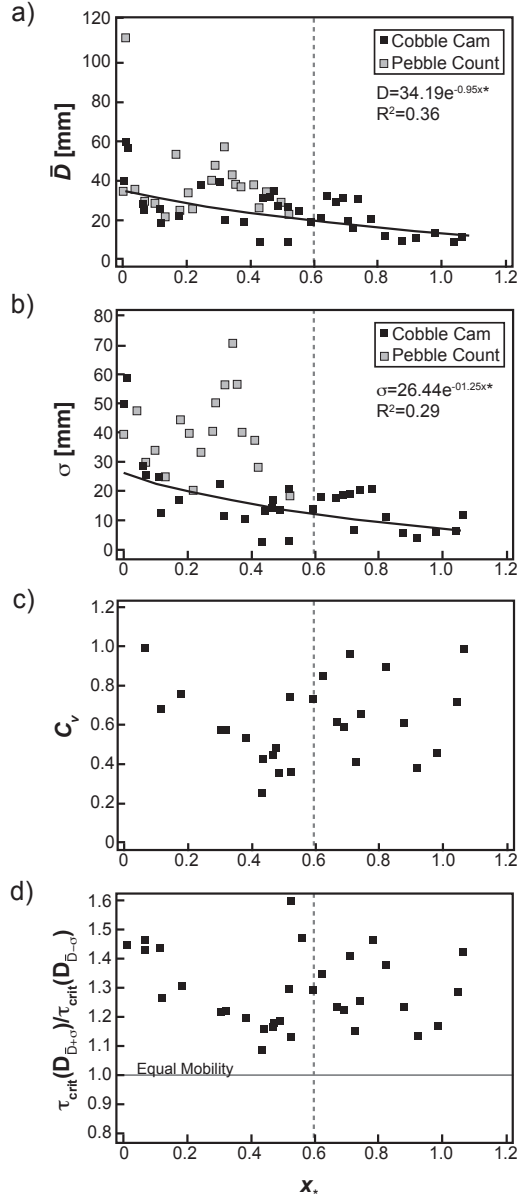 a)
120
100
80
60
40
20
0
D̄ [mm]
Cobble Cam
Pebble Count
D=34.19e-0.95x*
R²=0.36
0 0.2 0.4 0.6 0.8 1.0 1.2
b)
80
70
60
50
40
30
20
10
0
σ [mm]
Cobble Cam
Pebble Count
σ=26.44e-01.25x*
R²=0.29
0 0.2 0.4 0.6 0.8 1.0 1.2
c)
1.2
1.0
0.8
0.6
0.4
0.2
0
Cv
0 0.2 0.4 0.6 0.8 1.0 1.2
d)
1.6
1.5
1.4
1.3
1.2
1.1
1.0
0.9
0.8
τcrit(DD̄+σ)/τcrit(DD̄−σ)
Equal Mobility
0 0.2 0.4 0.6 0.8 1.0 1.2
x*